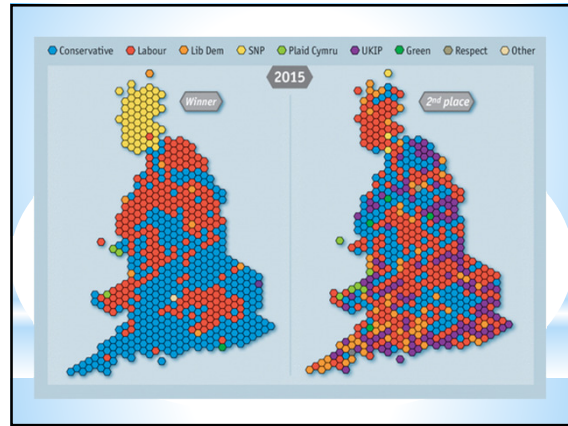 Conservative Labour Lib Dem SNP Plaid Cymru UKIP Green Respect Other
2015
Winner
2nd place